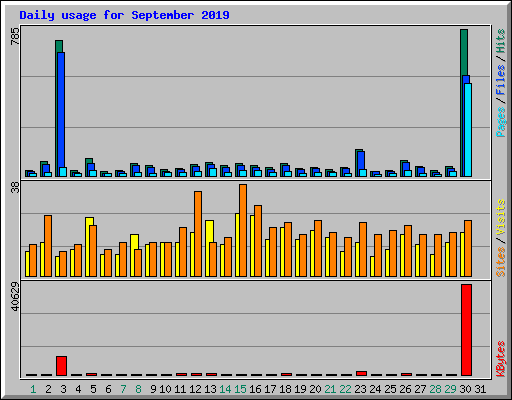 Daily usage for September 2019
785
Pages / Files / Hits
38
Sites / Visits
40629
KBytes
1 2 3 4 5 6 7 8 9 10 11 12 13 14 15 16 17 18 19 20 21 22 23 24 25 26 27 28 29 30 31